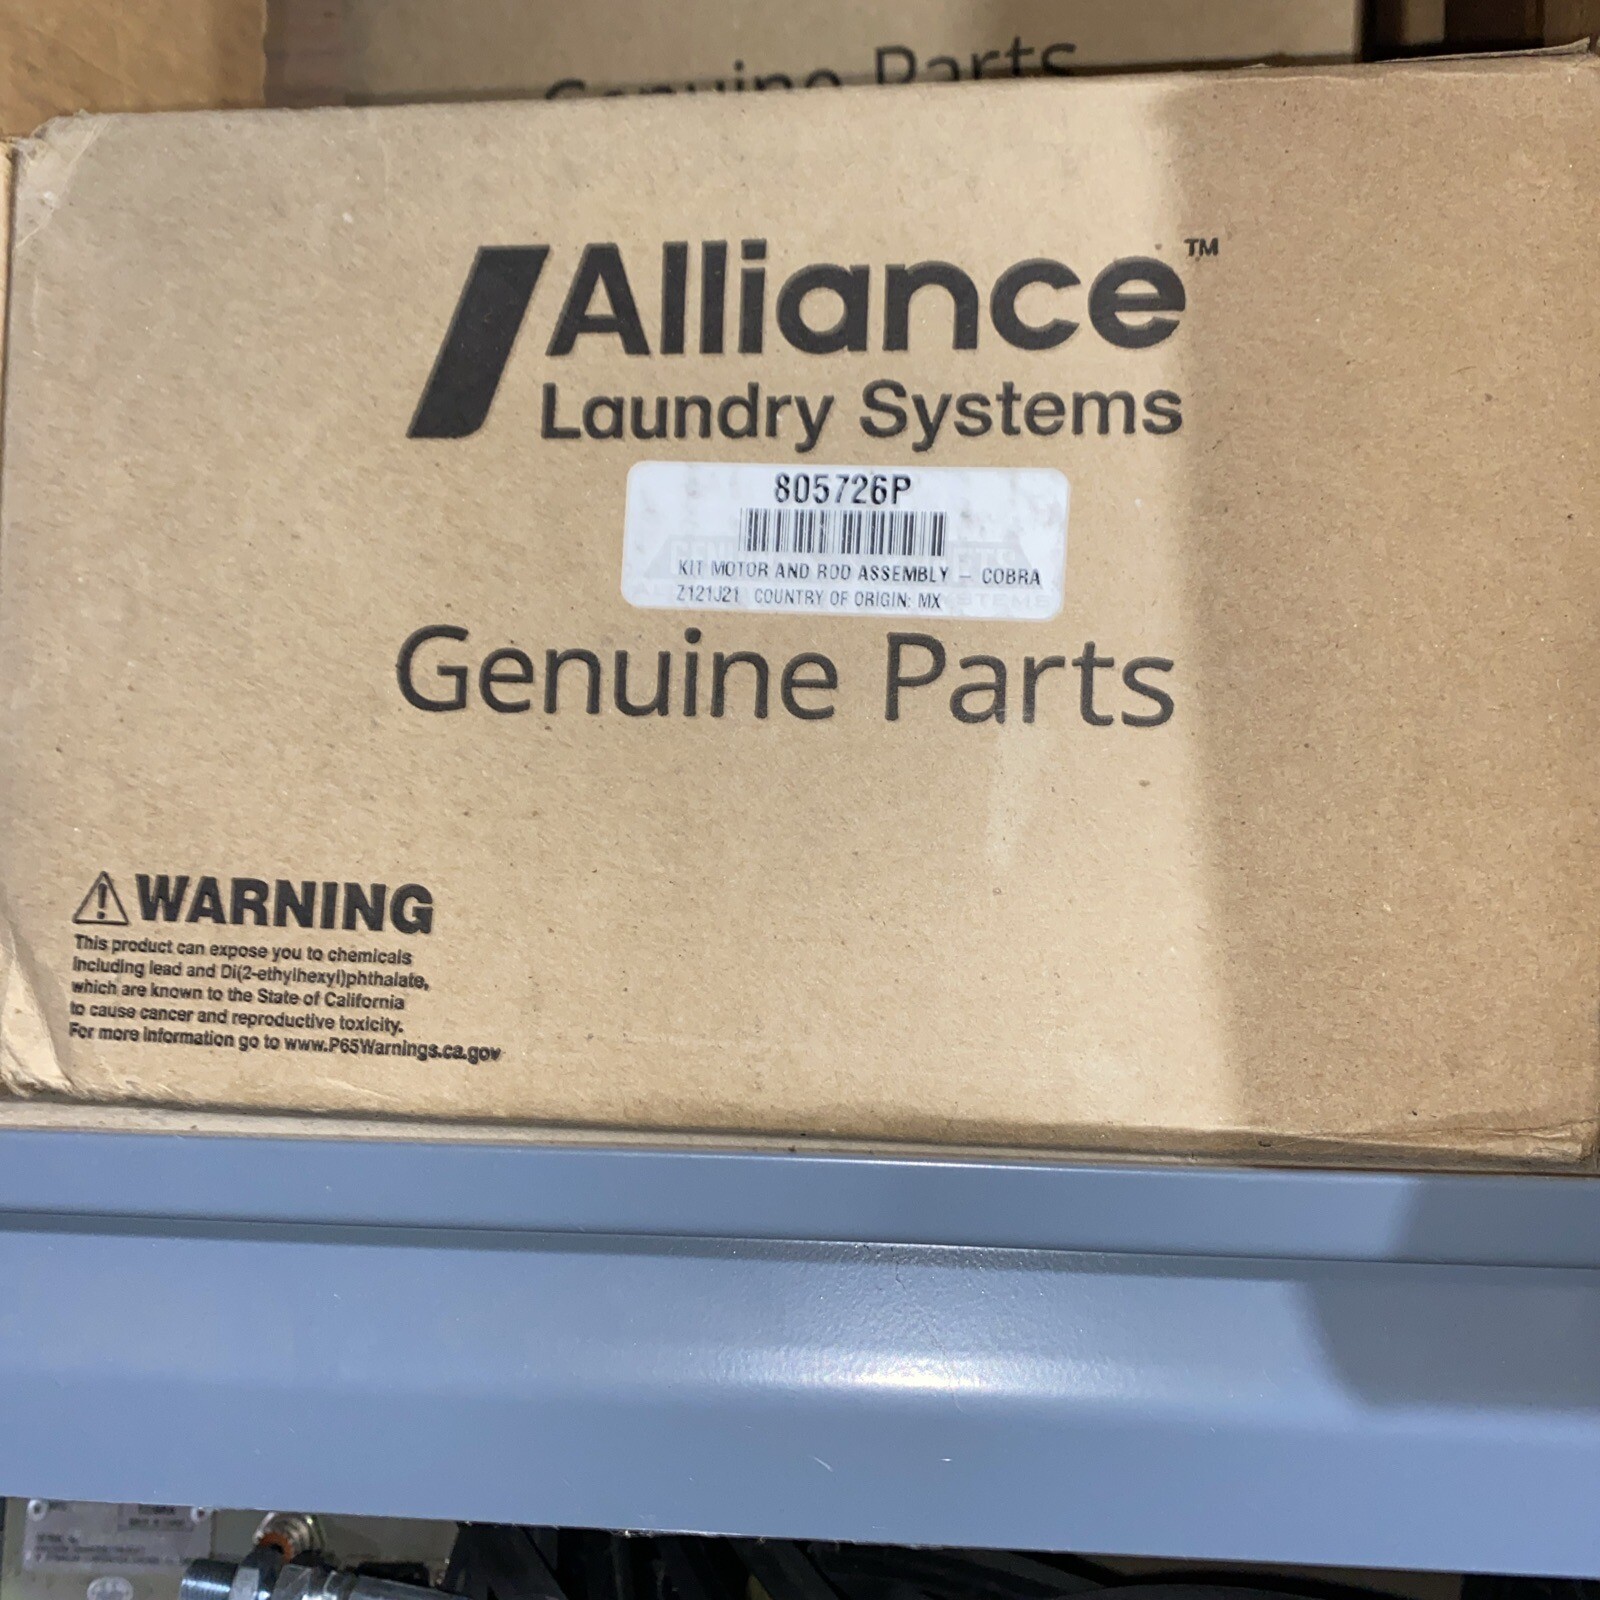 Genuine Parts
Alliance™
Laundry Systems
805726P
KIT MOTOR AND ROD ASSEMBLY - COBRA
Z121J21 COUNTRY OF ORIGIN: MX
Genuine Parts
WARNING
This product can expose you to chemicals
including lead and Di(2-ethylhexyl)phthalate,
which are known to the State of California
to cause cancer and reproductive toxicity.
For more information go to www.P65Warnings.ca.gov